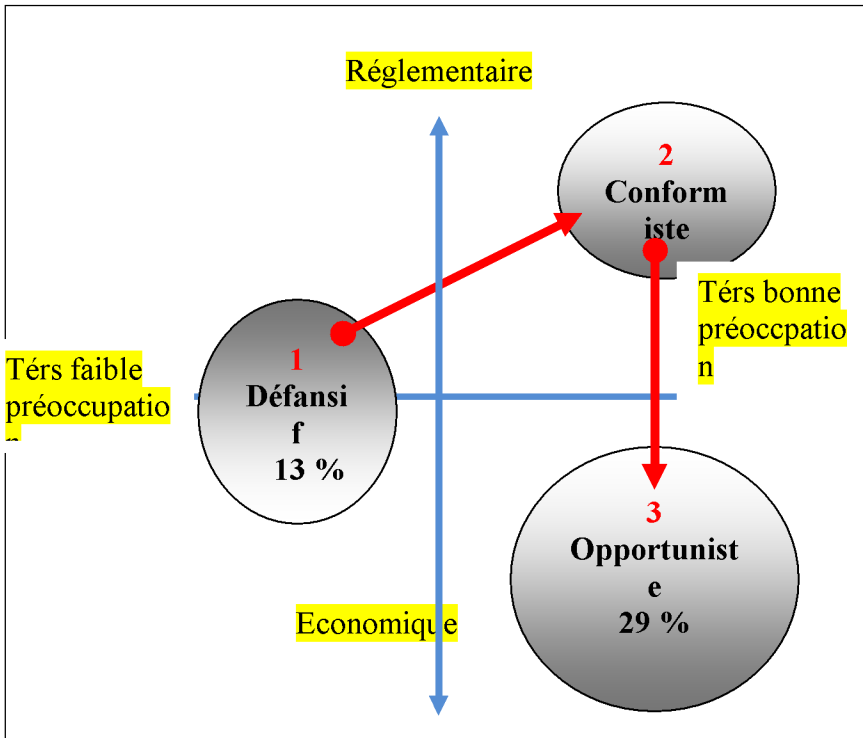 Réglementaire
2
Conform
iste
Térs bonne
préoccpatio
n
1
Défansi
f
13 %
Térs faible
préoccupatio
n
3
Opportunist
e
29 %
Economique